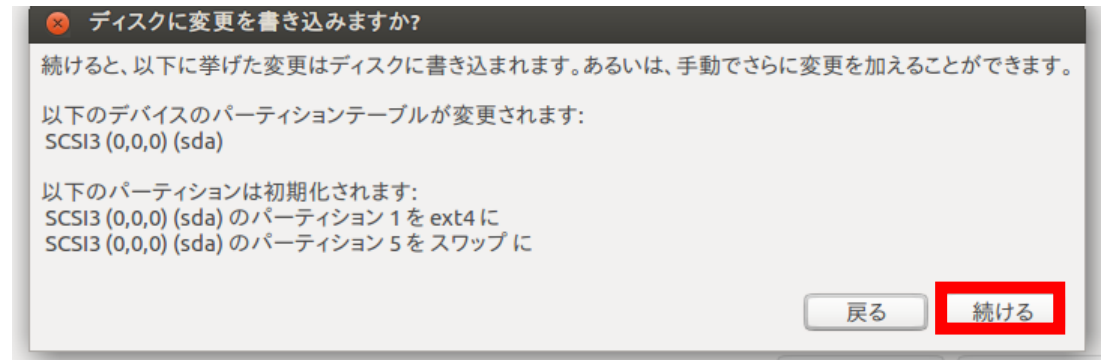 ディスクに変更を書き込みますか?
続けると、以下に挙げた変更はディスクに書き込まれます。あるいは、手動でさらに変更を加えることができます。
以下のデバイスのパーティションテーブルが変更されます:
SCSI3 (0,0,0) (sda)
以下のパーティションは初期化されます:
SCSI3 (0,0,0) (sda) のパーティション 1 を ext4 に
SCSI3 (0,0,0) (sda) のパーティション 5 を スワップ に
戻る 続ける